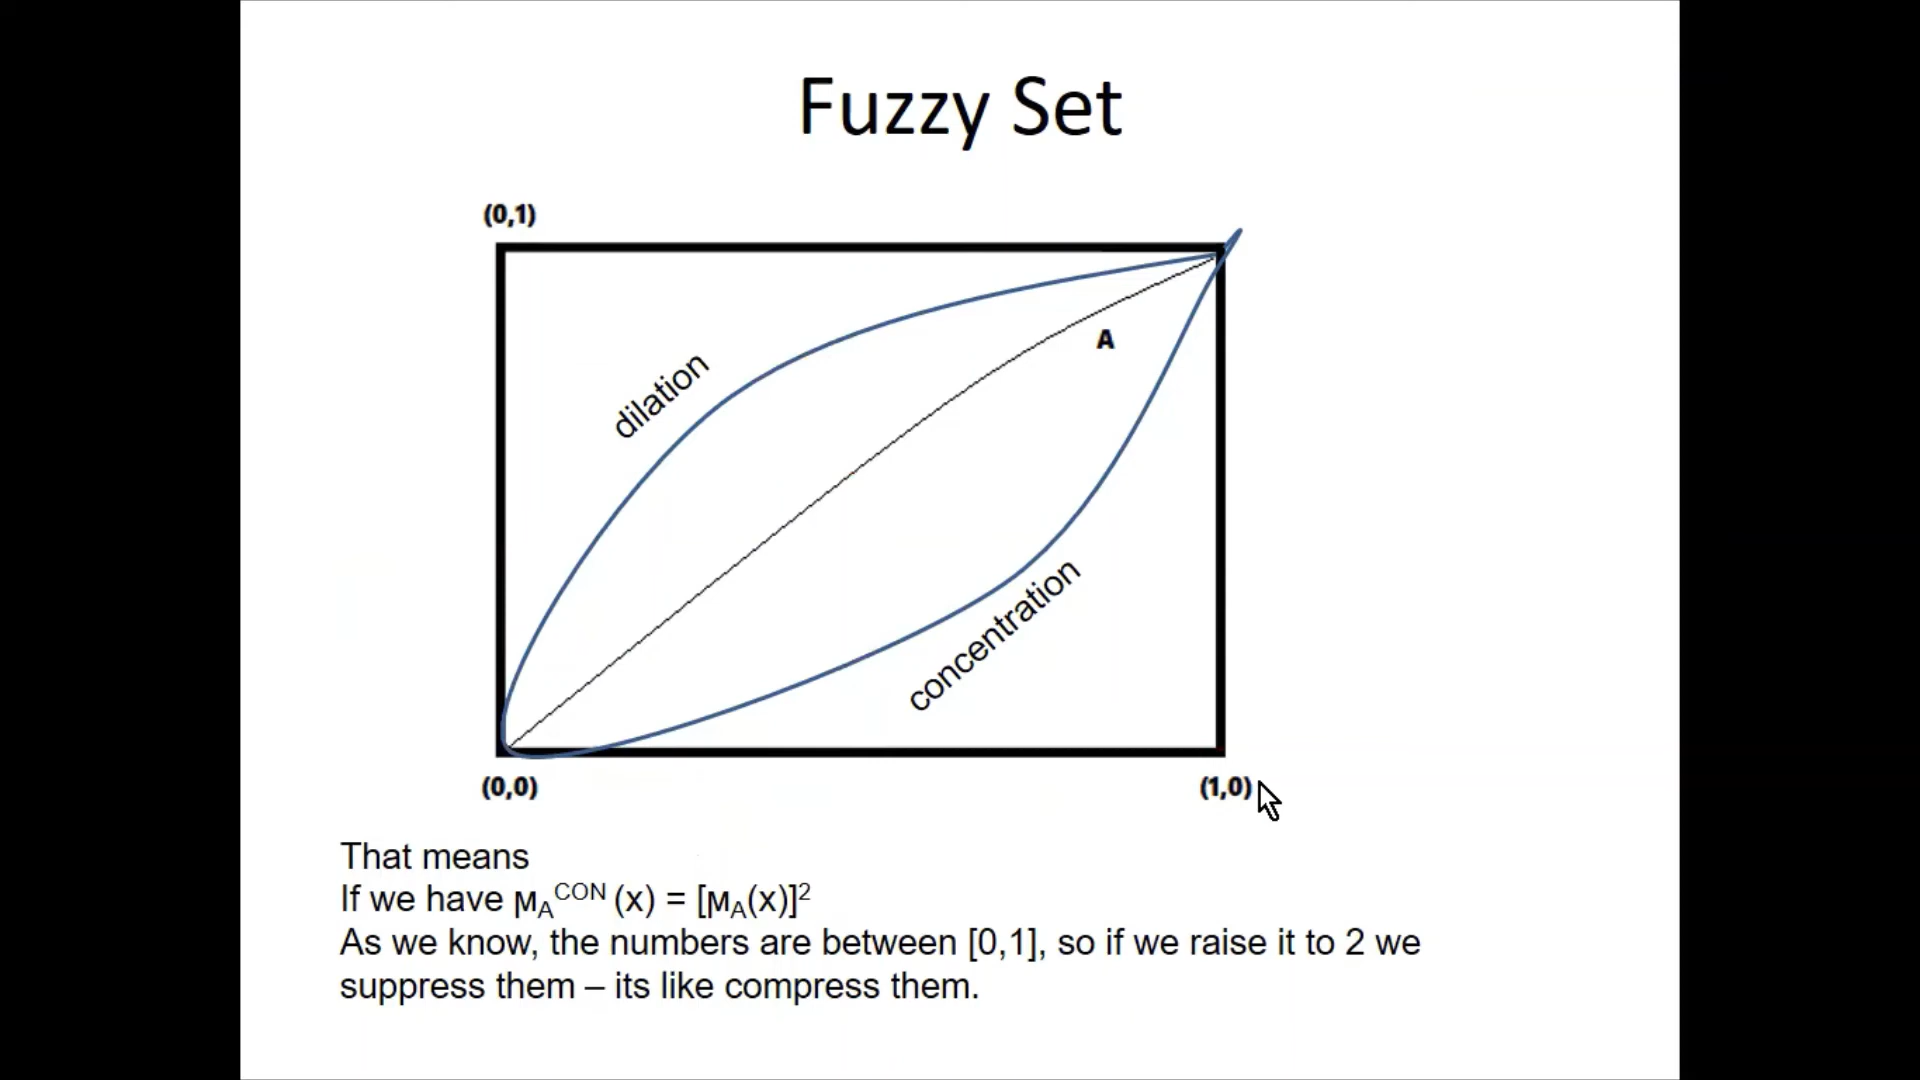 Fuzzy Set
(0,1)
A
dilation
concentration
(0,0)
(1,0)
That means
If we have ᴍ_A^CON (x) = [ᴍ_A(x)]^2
As we know, the numbers are between [0,1], so if we raise it to 2 we
suppress them – its like compress them.